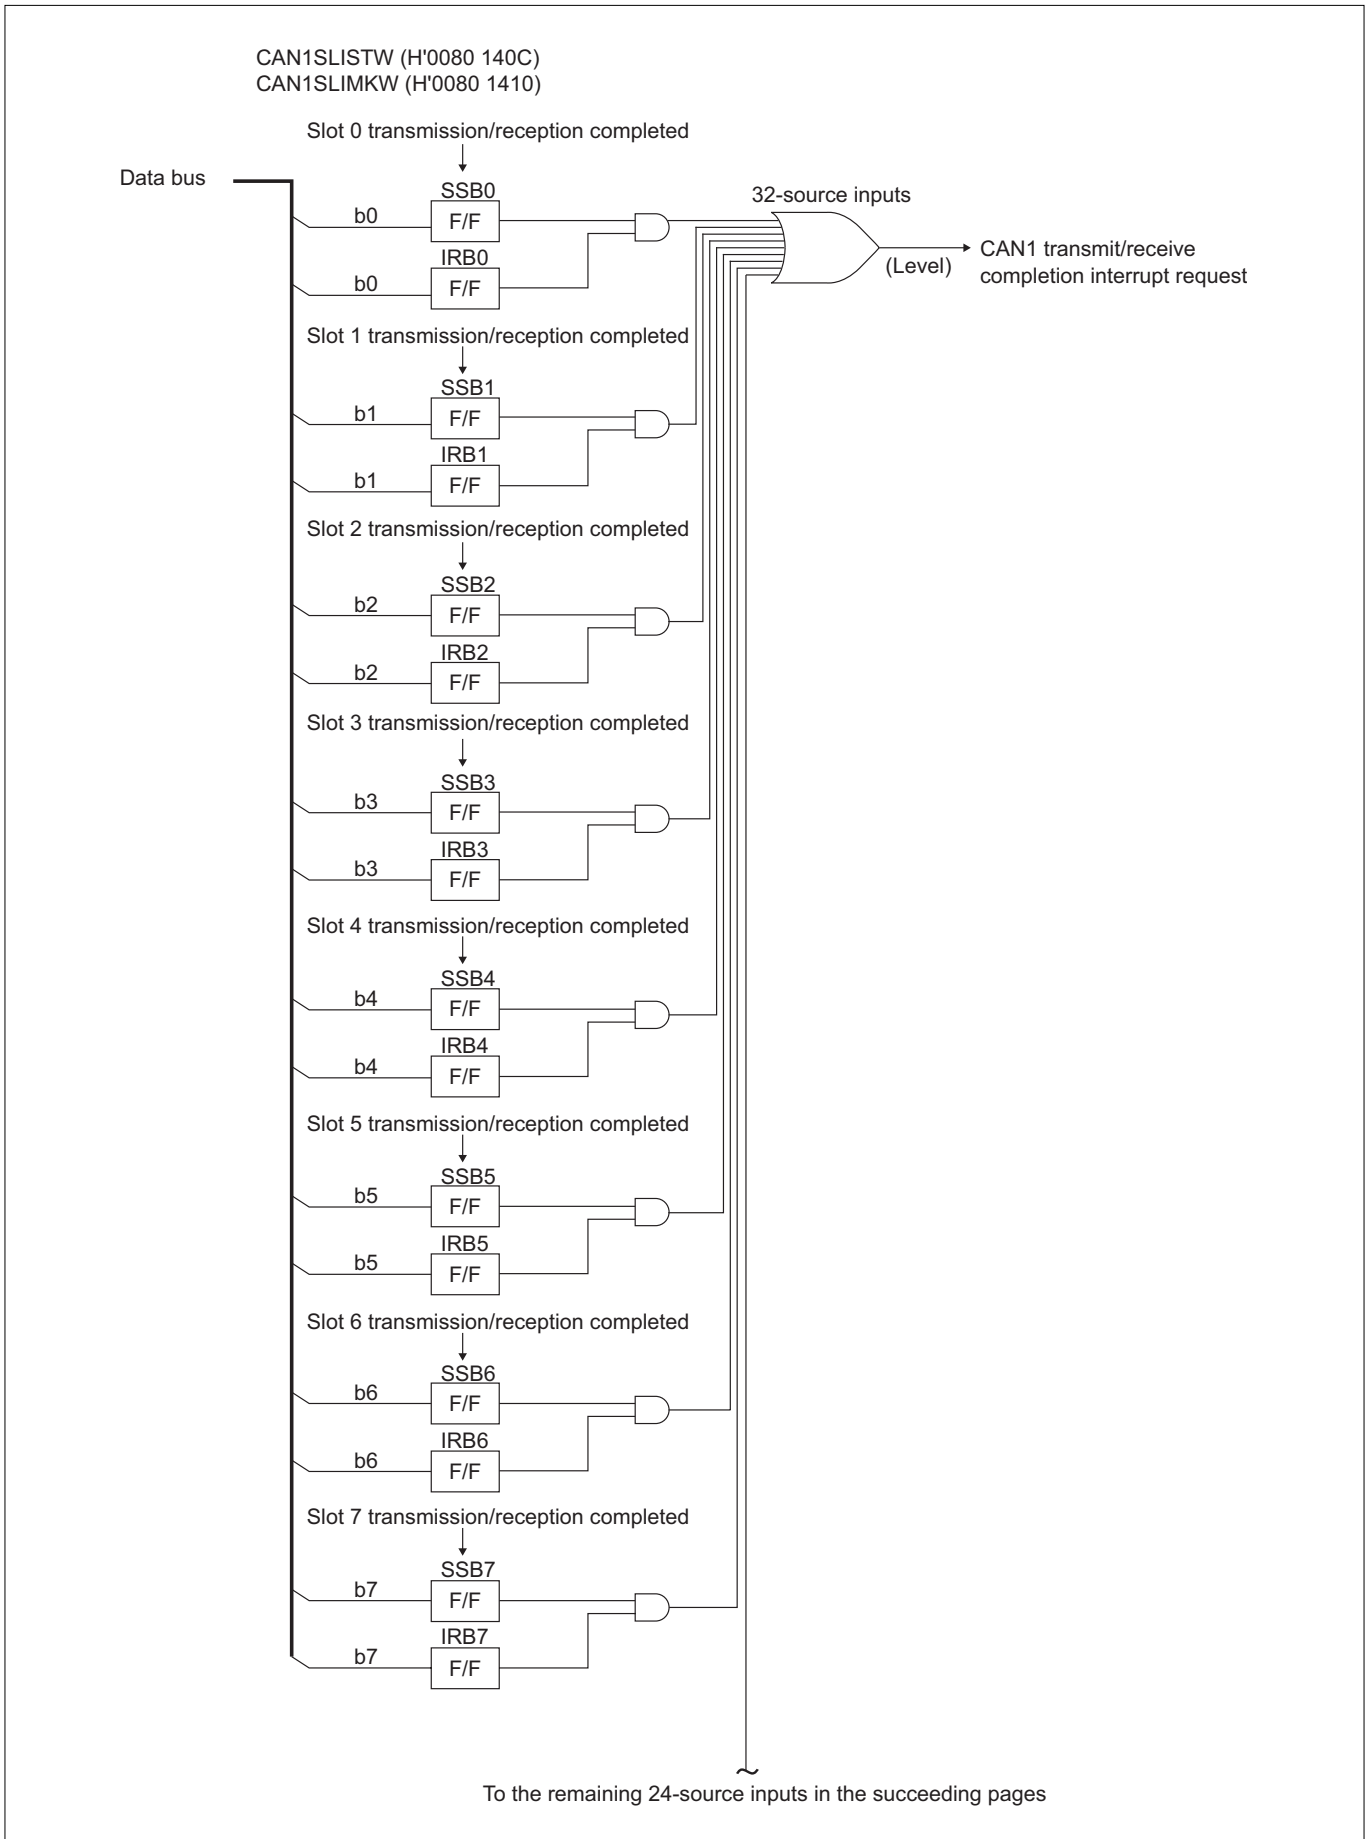 CAN1SLISTW (H'0080 140C)
CAN1SLIMKW (H'0080 1410)
Slot 0 transmission/reception completed
Data bus
SSB0
32-source inputs
b0
F/F
CAN1 transmit/receive
completion interrupt request
(Level)
IRB0
b0
F/F
Slot 1 transmission/reception completed
SSB1
b1
F/F
IRB1
b1
F/F
Slot 2 transmission/reception completed
SSB2
b2
F/F
IRB2
b2
F/F
Slot 3 transmission/reception completed
SSB3
b3
F/F
IRB3
b3
F/F
Slot 4 transmission/reception completed
SSB4
b4
F/F
IRB4
b4
F/F
Slot 5 transmission/reception completed
SSB5
b5
F/F
IRB5
b5
F/F
Slot 6 transmission/reception completed
SSB6
b6
F/F
IRB6
b6
F/F
Slot 7 transmission/reception completed
SSB7
b7
F/F
IRB7
b7
F/F
To the remaining 24-source inputs in the succeeding pages